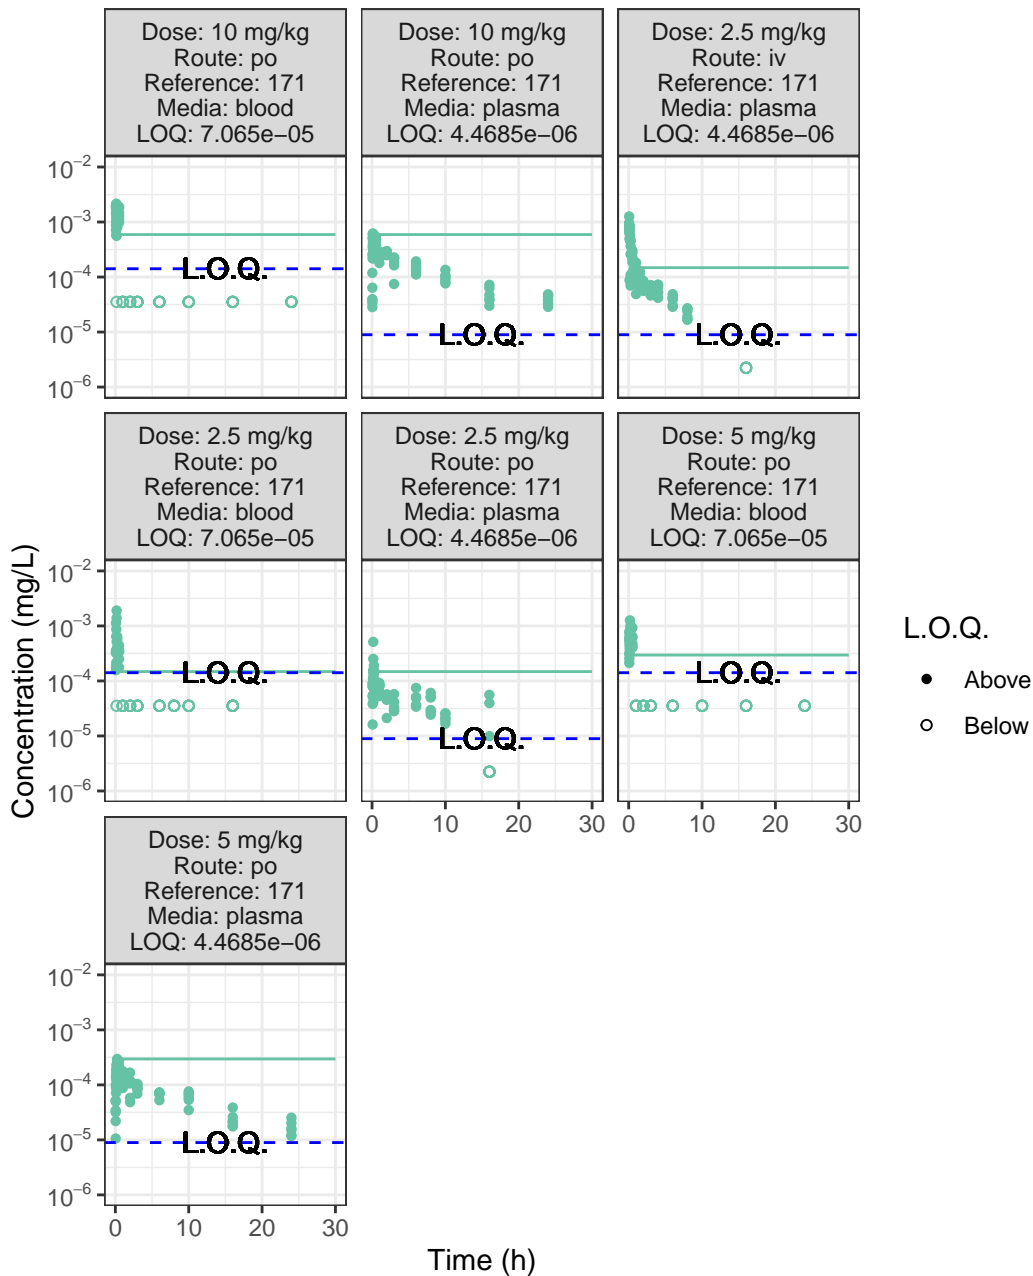 Dose: 10 mg/kg
Route: po
Reference: 171
Media: blood
LOQ: 7.065e−05
Dose: 10 mg/kg
Route: po
Reference: 171
Media: plasma
LOQ: 4.4685e−06
Dose: 2.5 mg/kg
Route: iv
Reference: 171
Media: plasma
LOQ: 4.4685e−06
10⁻²
10⁻³
10⁻⁴
10⁻⁵
10⁻⁶
L.O.Q.
L.O.Q.
L.O.Q.
Dose: 2.5 mg/kg
Route: po
Reference: 171
Media: blood
LOQ: 7.065e−05
Dose: 2.5 mg/kg
Route: po
Reference: 171
Media: plasma
LOQ: 4.4685e−06
Dose: 5 mg/kg
Route: po
Reference: 171
Media: blood
LOQ: 7.065e−05
Concentration (mg/L)
10⁻²
10⁻³
10⁻⁴
10⁻⁵
10⁻⁶
L.O.Q.
L.O.Q.
L.O.Q.
0 10 20 30
0 10 20 30
L.O.Q.
Above
Below
Dose: 5 mg/kg
Route: po
Reference: 171
Media: plasma
LOQ: 4.4685e−06
10⁻²
10⁻³
10⁻⁴
10⁻⁵
10⁻⁶
L.O.Q.
0 10 20 30
Time (h)